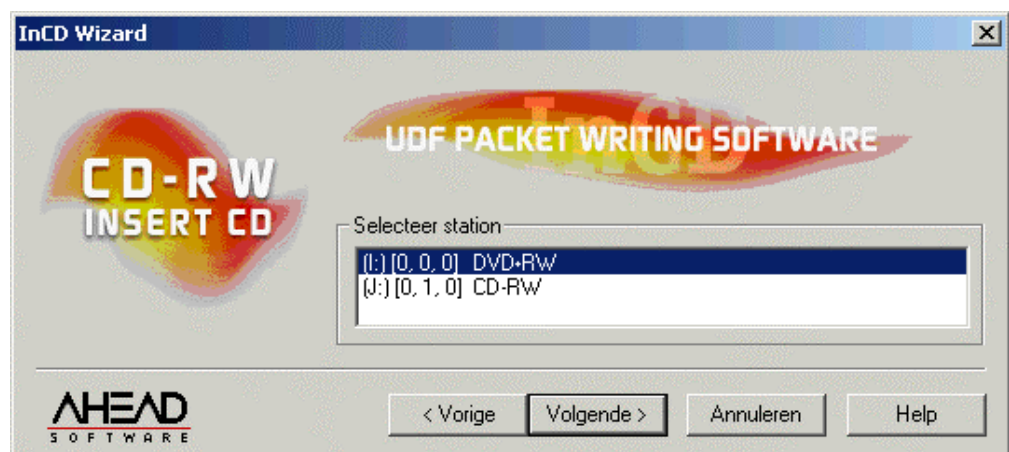 InCD Wizard
CD-RW
INSERT CD
InCD
UDF PACKET WRITING SOFTWARE
Selecteer station
(I:) [0, 0, 0] DVD+RW
(J:) [0, 1, 0] CD-RW
AHEAD
SOFTWARE
< Vorige
Volgende >
Annuleren
Help